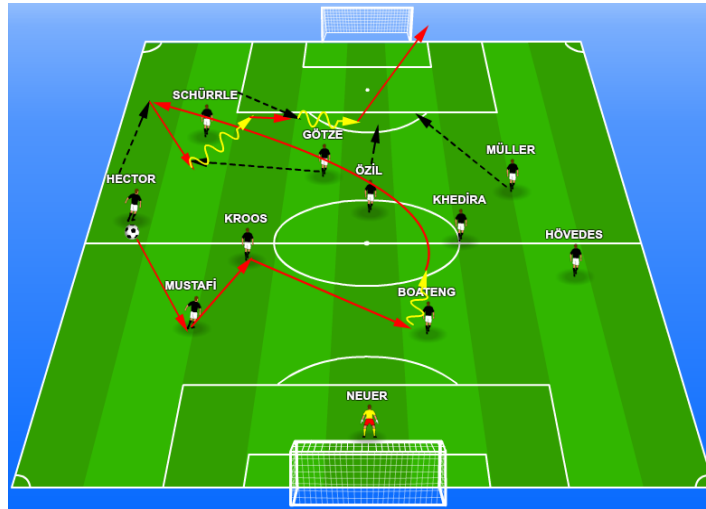 SCHÜRRLE
GÖTZE
MÜLLER
ÖZİL
HECTOR
KHEDİRA
KROOS
HÖVEDES
MUSTAFİ
BOATENG
NEUER